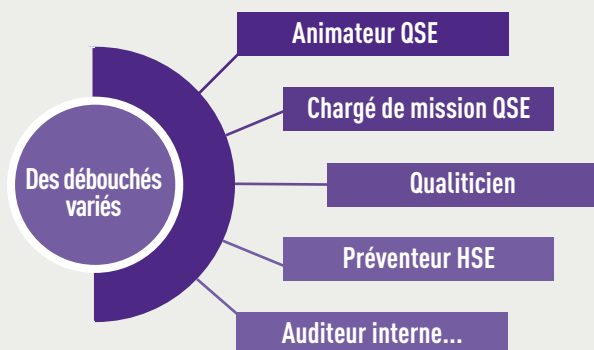 Des débouchés
variés
Animateur QSE
Chargé de mission QSE
Qualiticien
Préventeur HSE
Auditeur interne...